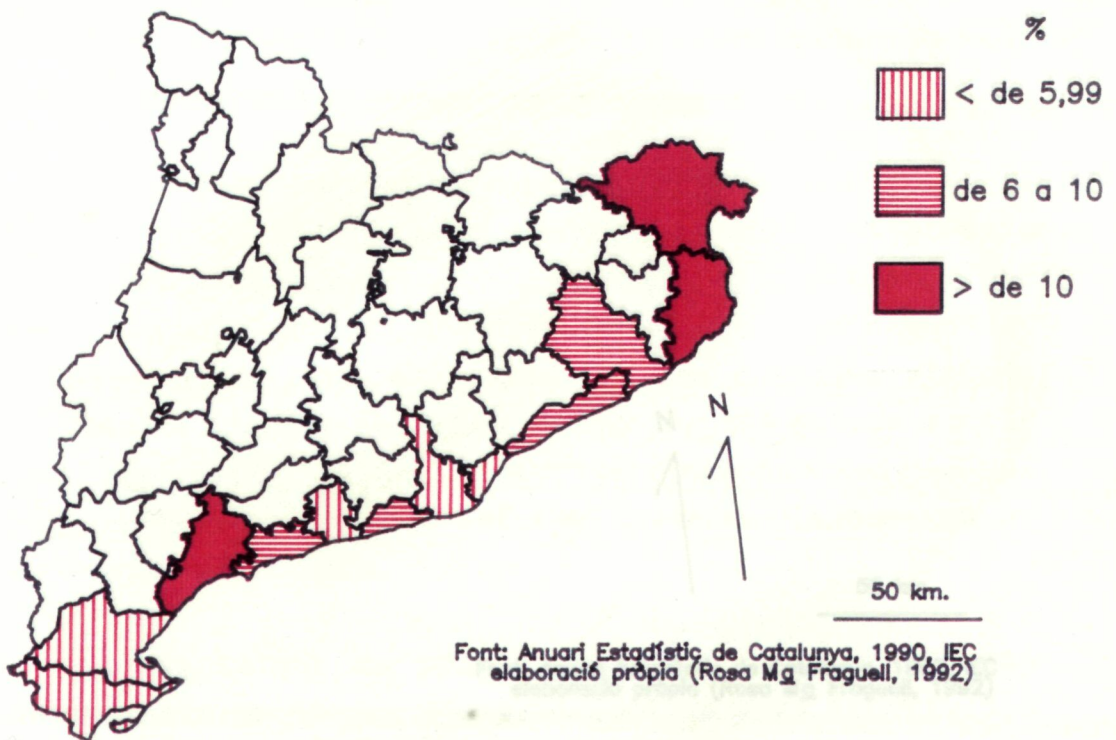 %
< de 5,99
de 6 a 10
> de 10
N
50 km.
Font: Anuari Estadístic de Catalunya, 1990, IEC
elaboració pròpia (Rosa Mª Fraguell, 1992)